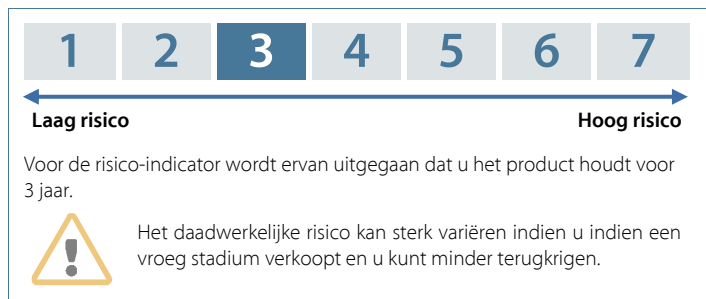 1 2 3 4 5 6 7
Laag risico Hoog risico
Voor de risico-indicator wordt ervan uitgegaan dat u het product houdt voor
3 jaar.
Het daadwerkelijke risico kan sterk variëren indien u indien een
vroeg stadium verkoopt en u kunt minder terugkrigen.